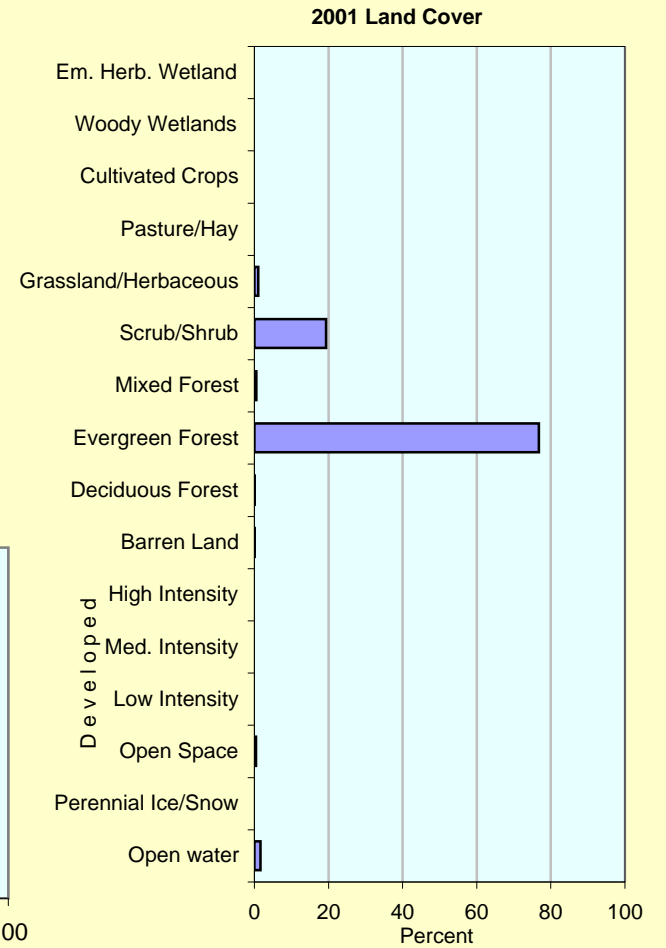 2001 Land Cover
Em. Herb. Wetland
Woody Wetlands
Cultivated Crops
Pasture/Hay
Grassland/Herbaceous
Scrub/Shrub
Mixed Forest
Evergreen Forest
Deciduous Forest
Barren Land
Developed
High Intensity
Med. Intensity
Low Intensity
Open Space
Perennial Ice/Snow
Open water
0 20 40 60 80 100
Percent
00